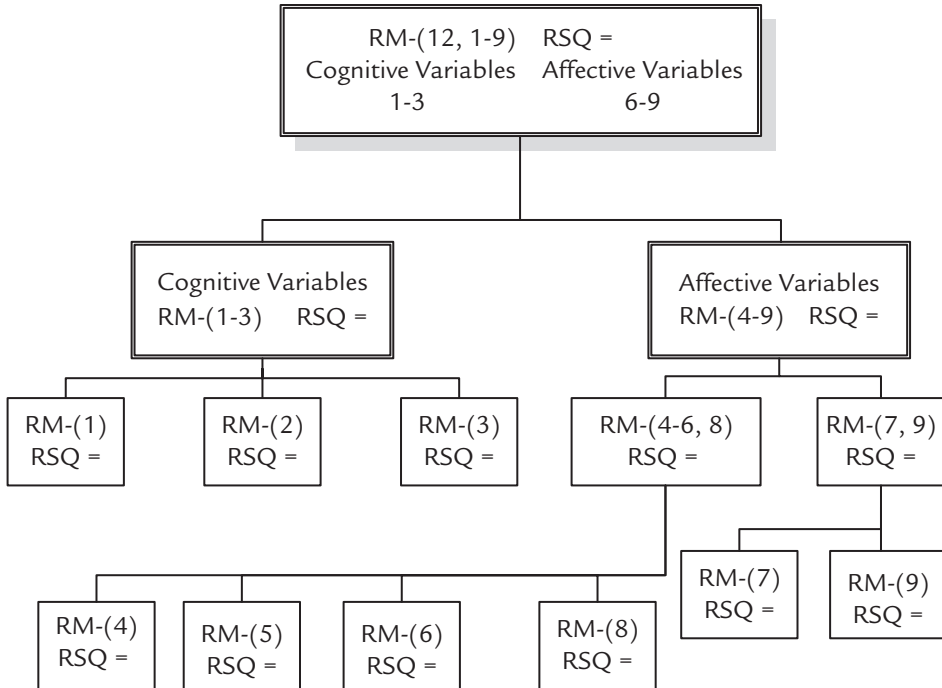 RM-(12, 1-9) RSQ =
Cognitive Variables Affective Variables
1-3 6-9
Cognitive Variables
RM-(1-3) RSQ =
Affective Variables
RM-(4-9) RSQ =
RM-(1)
RSQ =
RM-(2)
RSQ =
RM-(3)
RSQ =
RM-(4-6, 8)
RSQ =
RM-(7, 9)
RSQ =
RM-(7)
RSQ =
RM-(9)
RSQ =
RM-(4)
RSQ =
RM-(5)
RSQ =
RM-(6)
RSQ =
RM-(8)
RSQ =